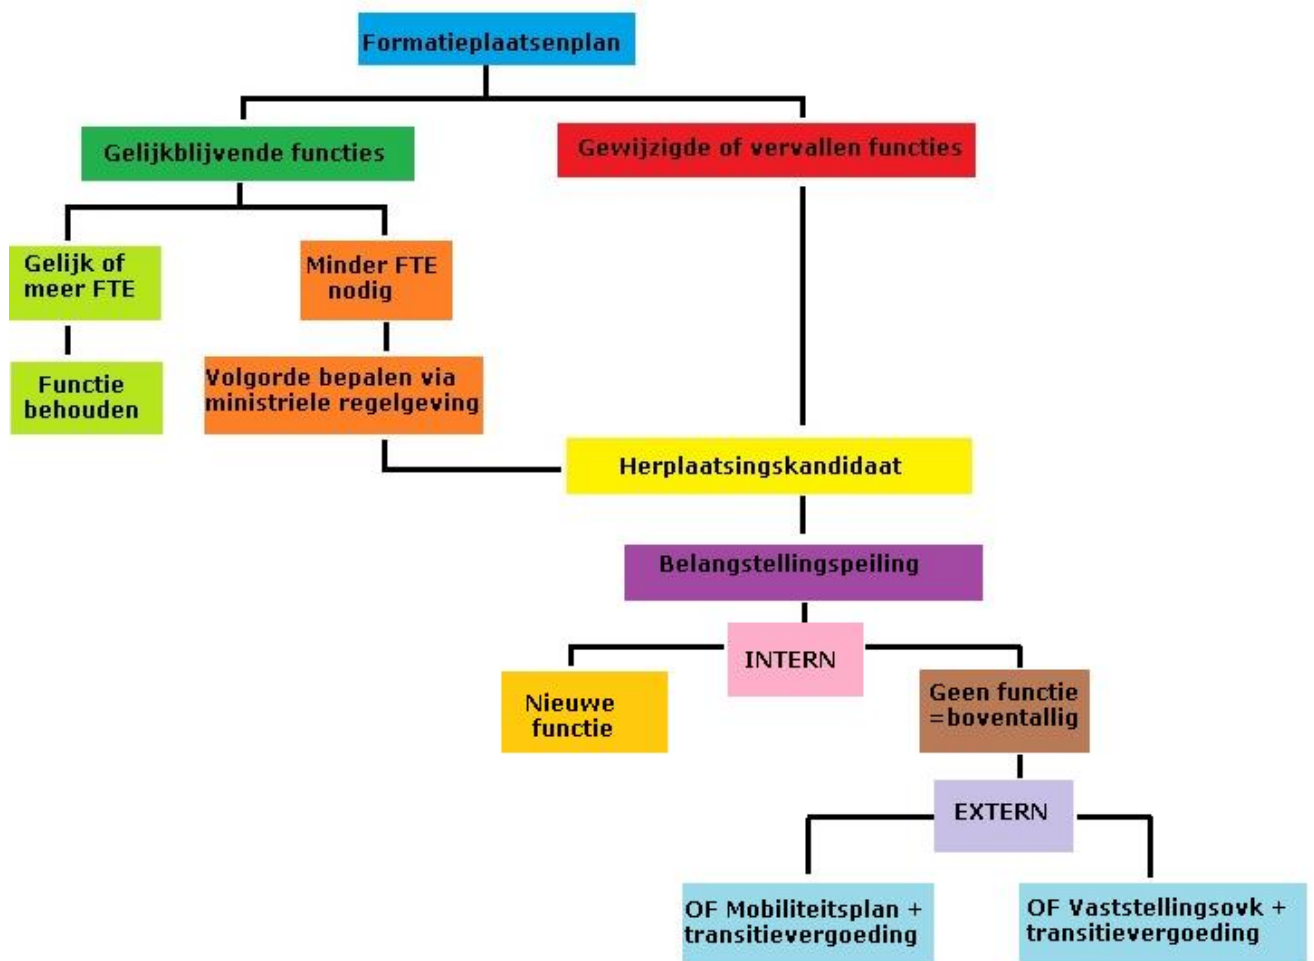 Formatieplaatsenplan
Gelijkblijvende functies
Gewijzigde of vervallen functies
Gelijk of
meer FTE
Minder FTE
nodig
Functie
behouden
Volgorde bepalen via
ministriele regelgeving
Herplaatsingskandidaat
Belangstellingspeiling
INTERN
Nieuwe
functie
Geen functie
=boventallig
EXTERN
OF Mobiliteitsplan +
transitievergoeding
OF Vaststellingsovk +
transitievergoeding